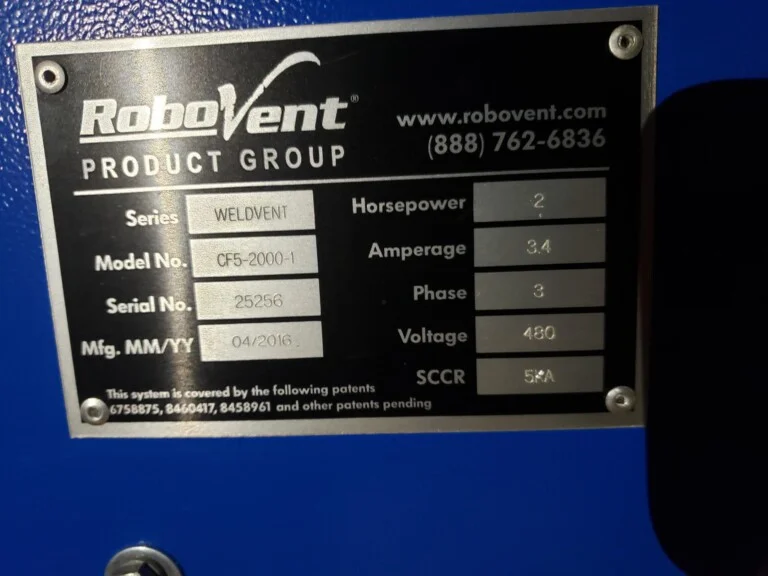 RoboVent®
PRODUCT GROUP
www.robovent.com
(888) 762-6836
Series WELDVENT
Model No. CF5-2000-1
Serial No. 25256
Mfg. MM/YY 04/2016
Horsepower 2
Amperage 3.4
Phase 3
Voltage 480
SCCR 5KA
This system is covered by the following patents
6758875, 8460417, 8458961 and other patents pending